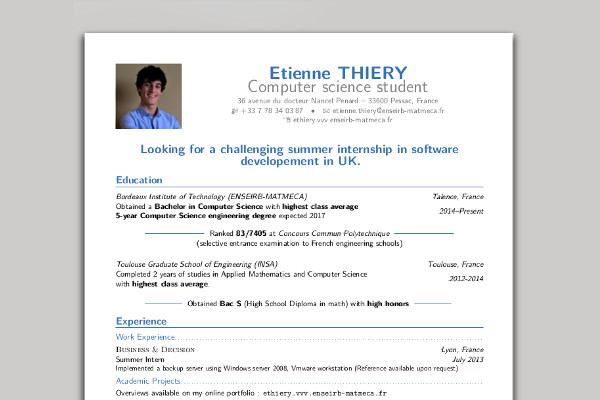 Etienne THIERY
Computer science student
36 avenue du docteur Nancel Penard – 33600 Pessac, France
+33 7 78 34 03 87 • etienne.thiery@enseirb-matmeca.fr
ethiery.vvv.enseirb-matmeca.fr
Looking for a challenging summer internship in software
developement in UK.
Education
Bordeaux Institute of Technology (ENSEIRB-MATMECA) Talence, France
Obtained a Bachelor in Computer Science with highest class average
5-year Computer Science engineering degree expected 2017 2014–Present
Ranked 83/7405 at Concours Commun Polytechnique
(selective entrance examination to French engineering schools)
Toulouse Graduate School of Engineering (INSA) Toulouse, France
Completed 2 years of studies in Applied Mathematics and Computer Science
with highest class average. 2012-2014
Obtained Bac S (High School Diploma in math) with high honors
Experience
Work Experience
Business & Decision Lyon, France
Summer Intern July 2013
Implemented a backup server using Windows server 2008, Vmware workstation (Reference available upon request)
Academic Projects
Overviews available on my online portfolio : ethiery.vvv.enseirb-matmeca.fr